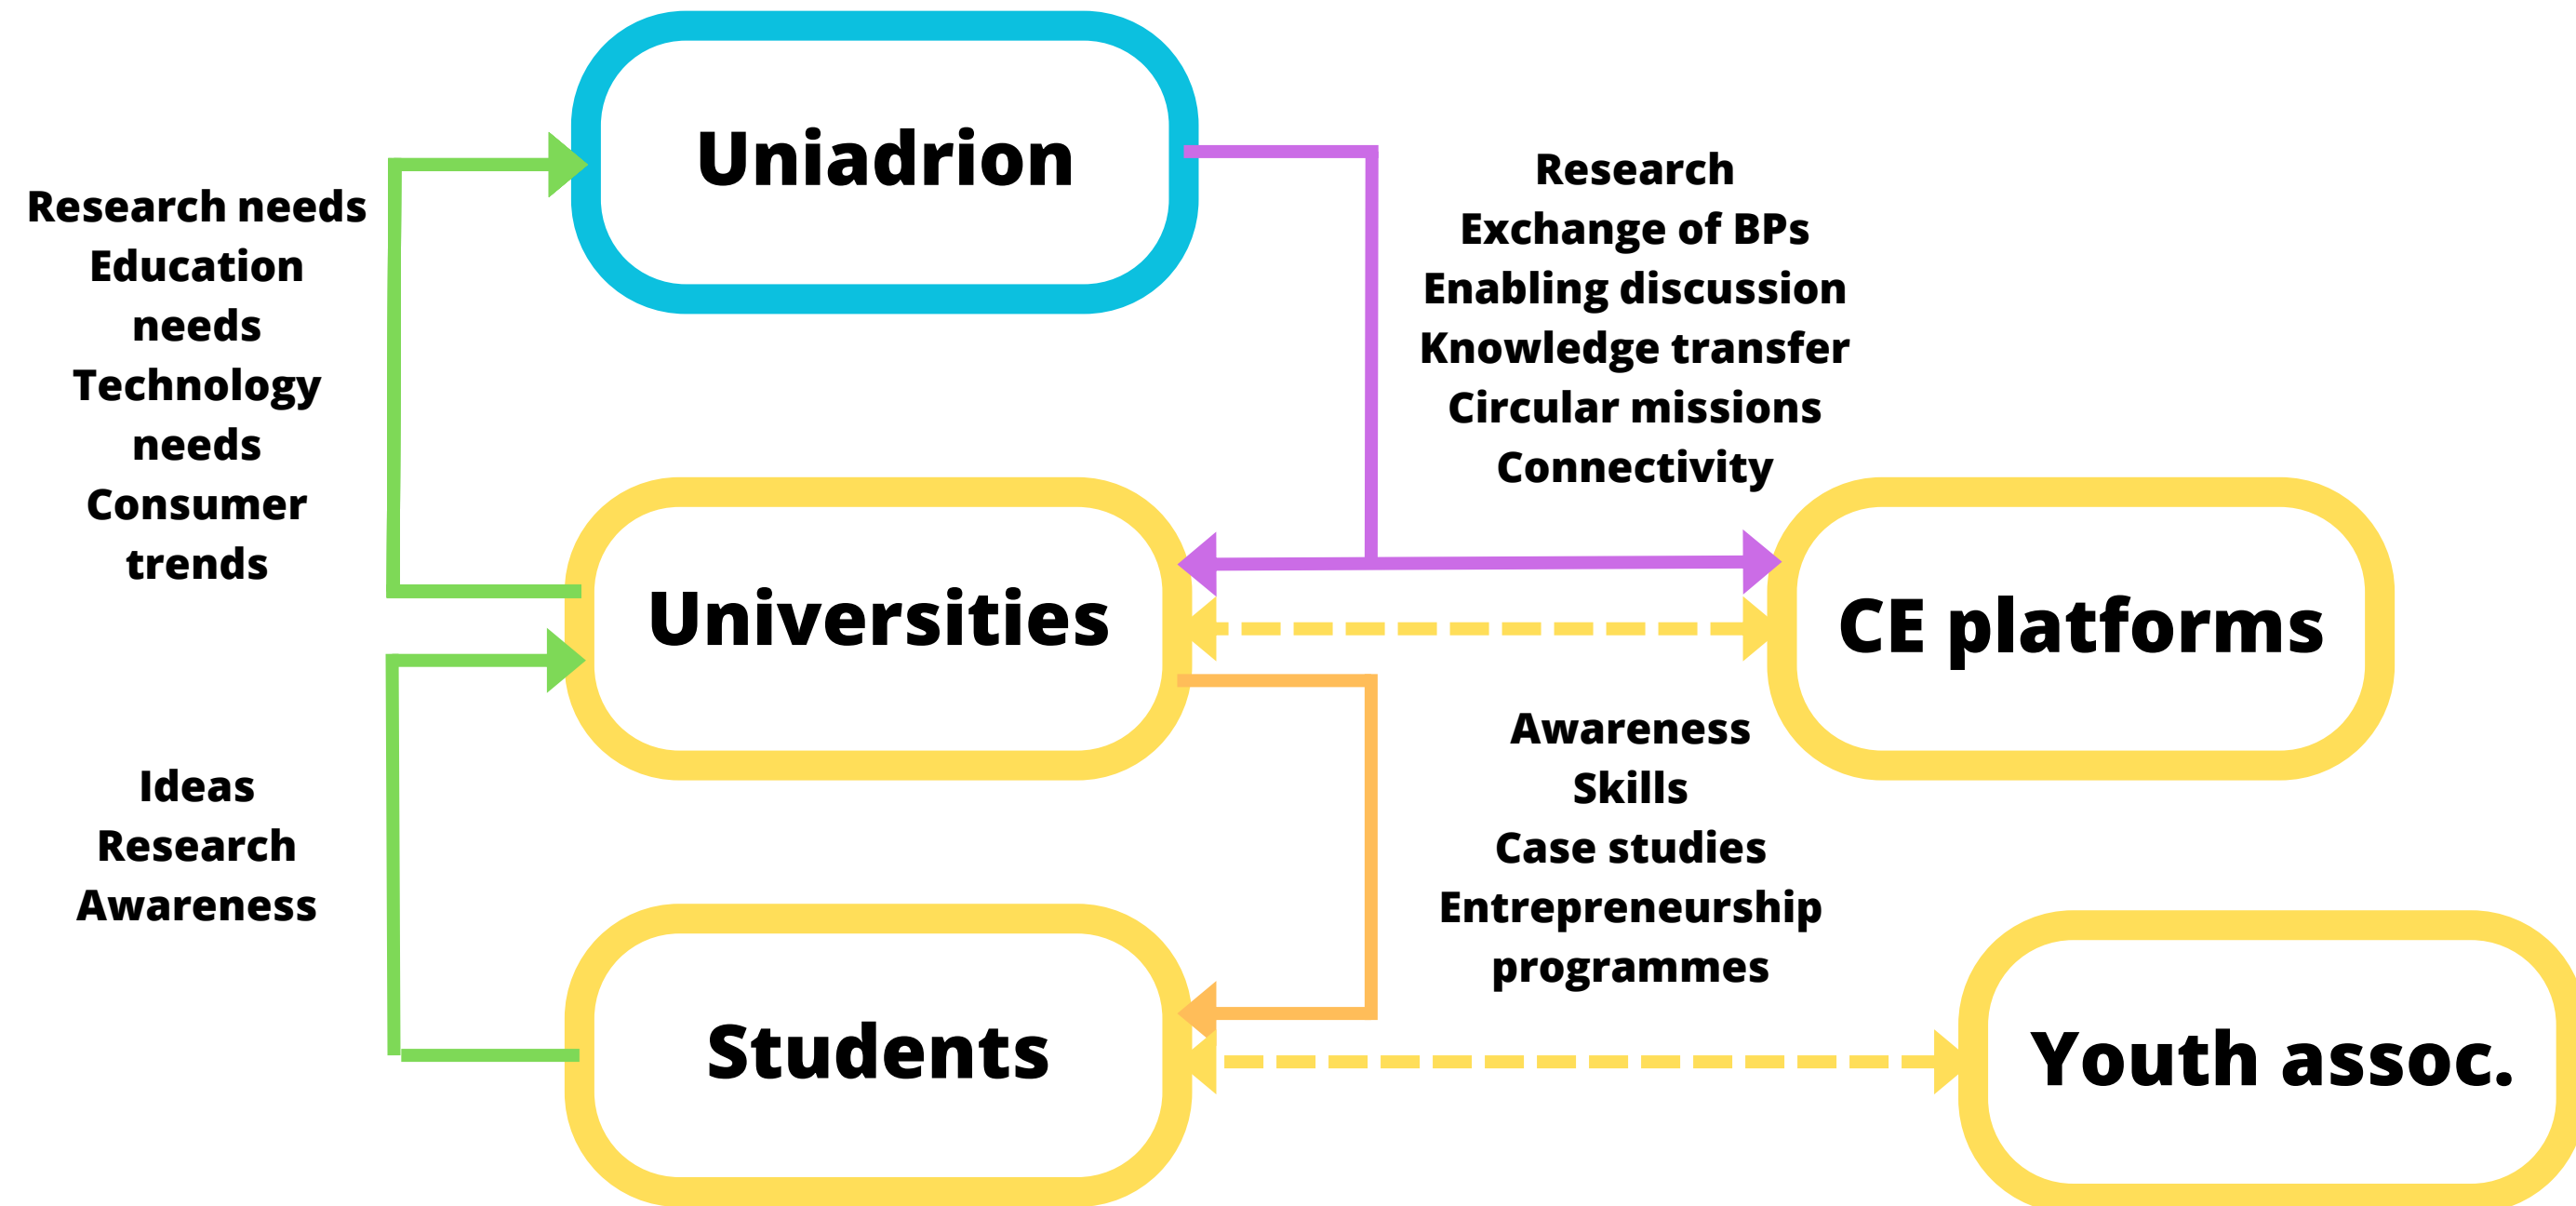 Uniadrion
Research needs
Education
needs
Technology
needs
Consumer
trends
Research
Exchange of BPs
Enabling discussion
Knowledge transfer
Circular missions
Connectivity
Universities
CE platforms
Ideas
Research
Awareness
Awareness
Skills
Case studies
Entrepreneurship
programmes
Students
Youth assoc.